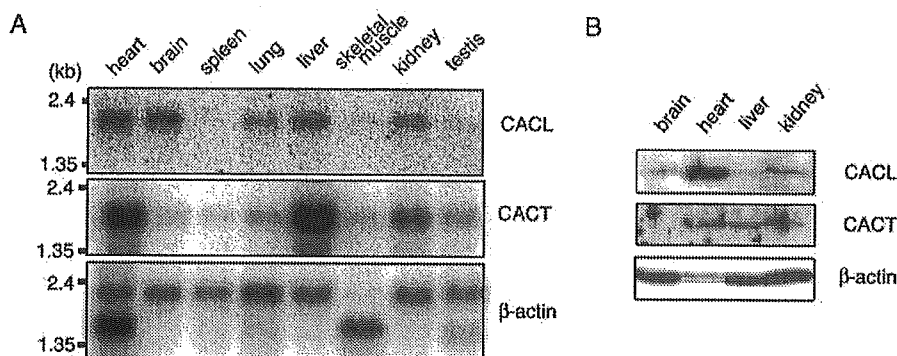 A
heart
brain
spleen
lung
liver
skeletal
muscle
kidney
testis
(kb)
2.4
1.35
CACL
2.4
1.35
CACT
2.4
1.35
β-actin
B
brain
heart
liver
kidney
CACL
CACT
β-actin